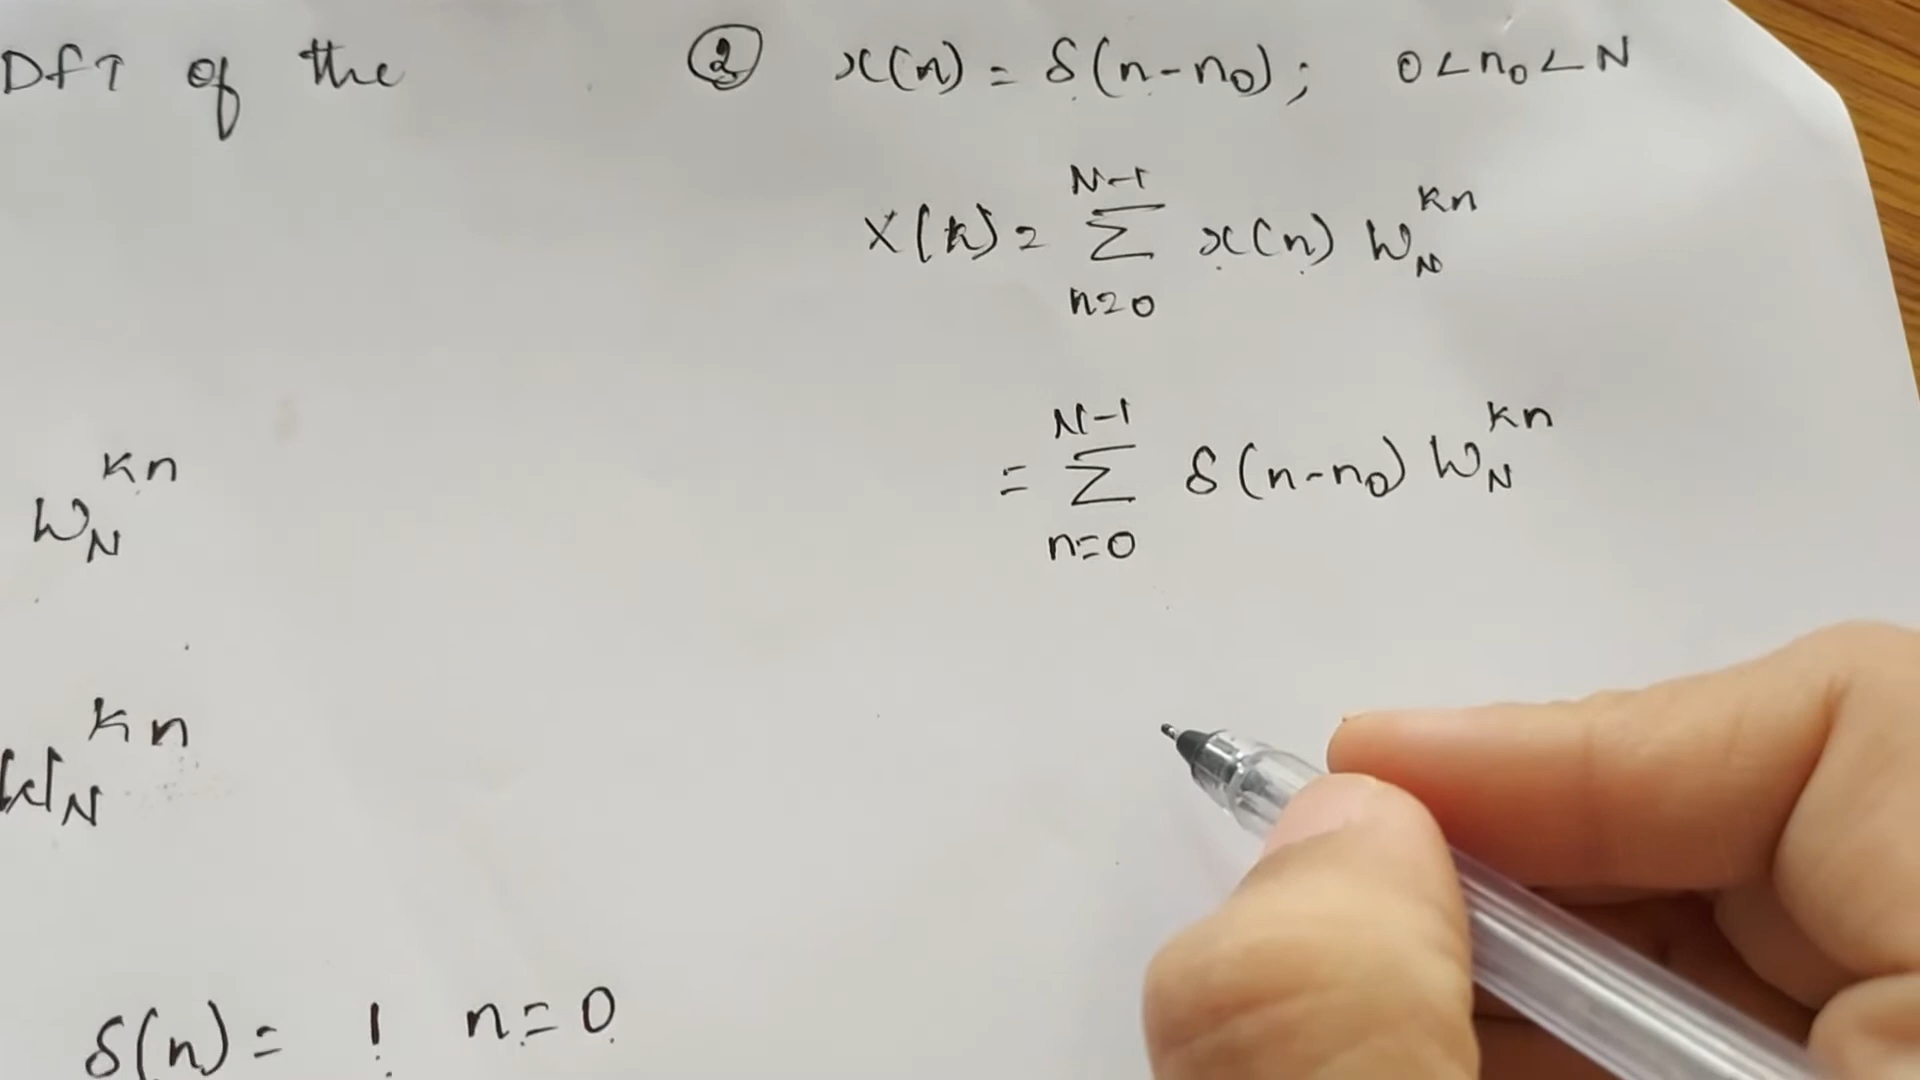 DfT of the
W_N^{Kn}
W_N^{Kn}
δ(n) = 1 n=0
② x(n) = δ(n-n₀); 0<n₀<N
X(k) = Σ_{n=0}^{N-1} x(n) W_N^{Kn}
= Σ_{n=0}^{N-1} δ(n-n₀) W_N^{Kn}